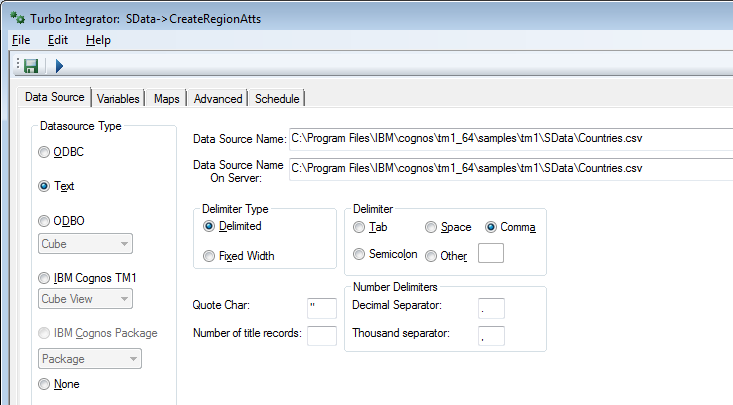 Turbo Integrator: SData->CreateRegionAtts
File Edit Help
Data Source Variables Maps Advanced Schedule
Datasource Type
ODBC
Text
ODBO
Cube
IBM Cognos TM1
Cube View
IBM Cognos Package
Package
None
Data Source Name: C:\Program Files\IBM\cognos\tm1_64\samples\tm1\SData\Countries.csv
Data Source Name
On Server: C:\Program Files\IBM\cognos\tm1_64\samples\tm1\SData\Countries.csv
Delimiter Type
Delimited
Fixed Width
Delimiter
Tab Space Comma
Semicolon Other
Quote Char: "
Number of title records:
Number Delimiters
Decimal Separator: .
Thousand separator: ,